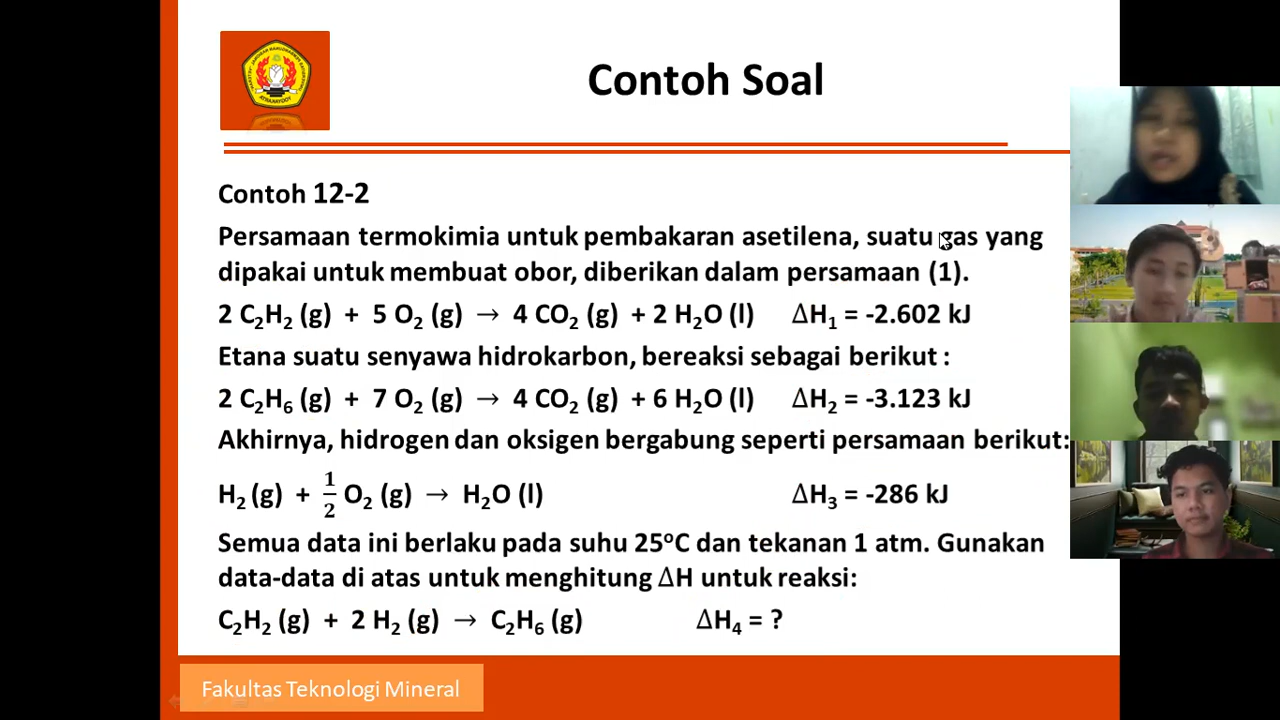 Contoh Soal
Contoh 12-2
Persamaan termokimia untuk pembakaran asetilena, suatu gas yang
dipakai untuk membuat obor, diberikan dalam persamaan (1).
2 C₂H₂ (g) + 5 O₂ (g) → 4 CO₂ (g) + 2 H₂O (l) ΔH₁ = -2.602 kJ
Etana suatu senyawa hidrokarbon, bereaksi sebagai berikut :
2 C₂H₆ (g) + 7 O₂ (g) → 4 CO₂ (g) + 6 H₂O (l) ΔH₂ = -3.123 kJ
Akhirnya, hidrogen dan oksigen bergabung seperti persamaan berikut:
H₂ (g) + 1/2 O₂ (g) → H₂O (l) ΔH₃ = -286 kJ
Semua data ini berlaku pada suhu 25°C dan tekanan 1 atm. Gunakan
data-data di atas untuk menghitung ΔH untuk reaksi:
C₂H₂ (g) + 2 H₂ (g) → C₂H₆ (g) ΔH₄ = ?
Fakultas Teknologi Mineral